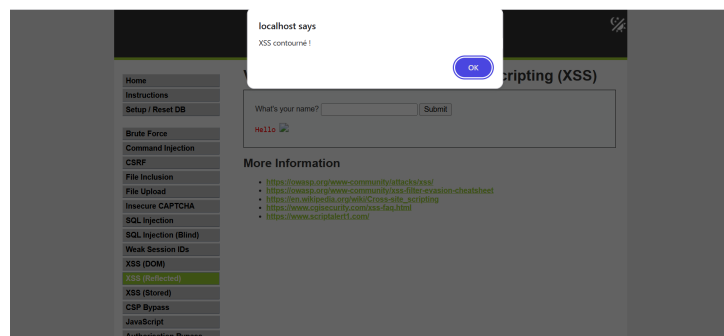 localhost says
XSS contourné !
OK
V
cripting (XSS)
Home
Instructions
Setup / Reset DB
Brute Force
Command Injection
CSRF
File Inclusion
File Upload
Insecure CAPTCHA
SQL Injection
SQL Injection (Blind)
Weak Session IDs
XSS (DOM)
XSS (Reflected)
XSS (Stored)
CSP Bypass
JavaScript
Authorisation Bypass
What's your name?
Submit
Hello
More Information
https://owasp.org/www-community/attacks/xss/
https://owasp.org/www-community/xss-filter-evasion-cheatsheet
https://en.wikipedia.org/wiki/Cross-site_scripting
https://www.cgisecurity.com/xss-faq.html
https://www.scriptalert1.com/